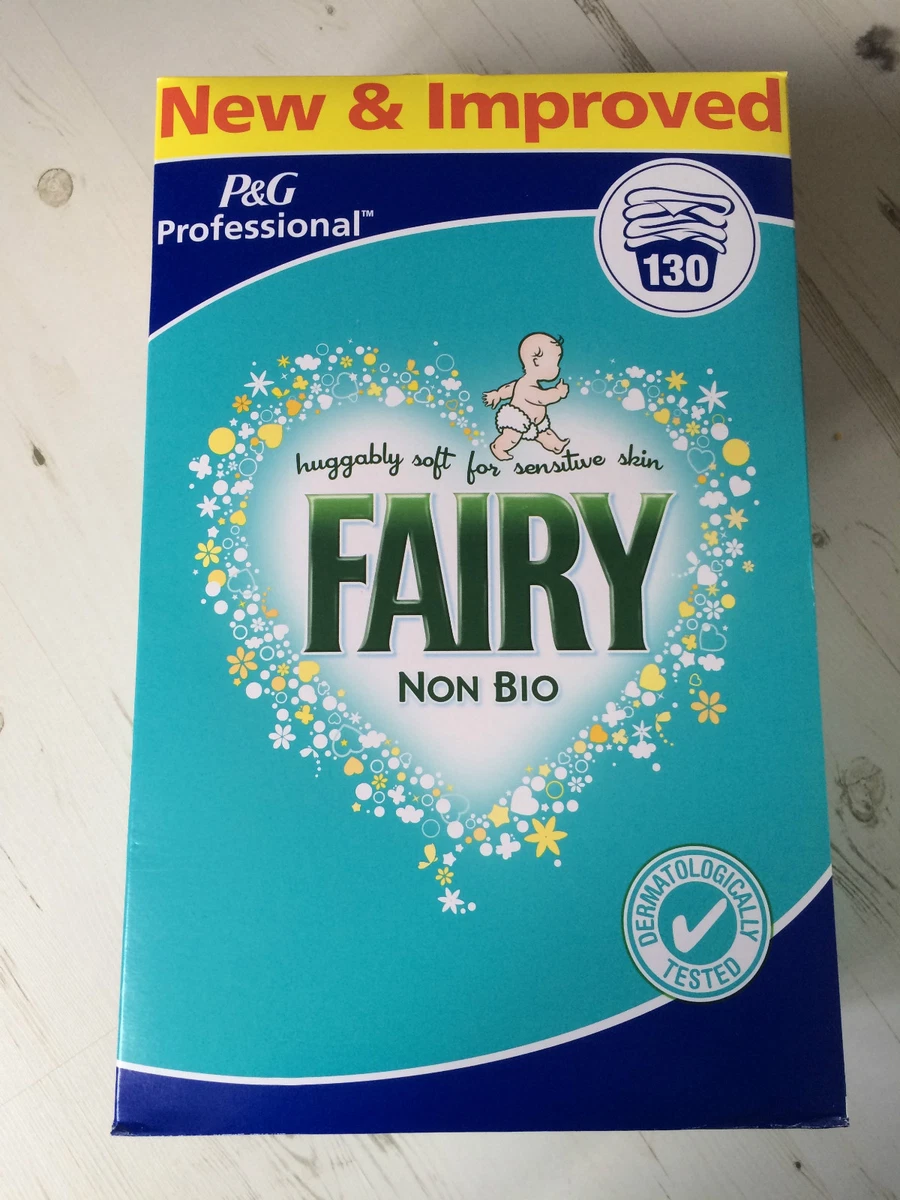 New & Improved
P&G
Professional™
130
huggably soft for sensitive skin
FAIRY
NON BIO
DERMATOLOGICALLY
TESTED